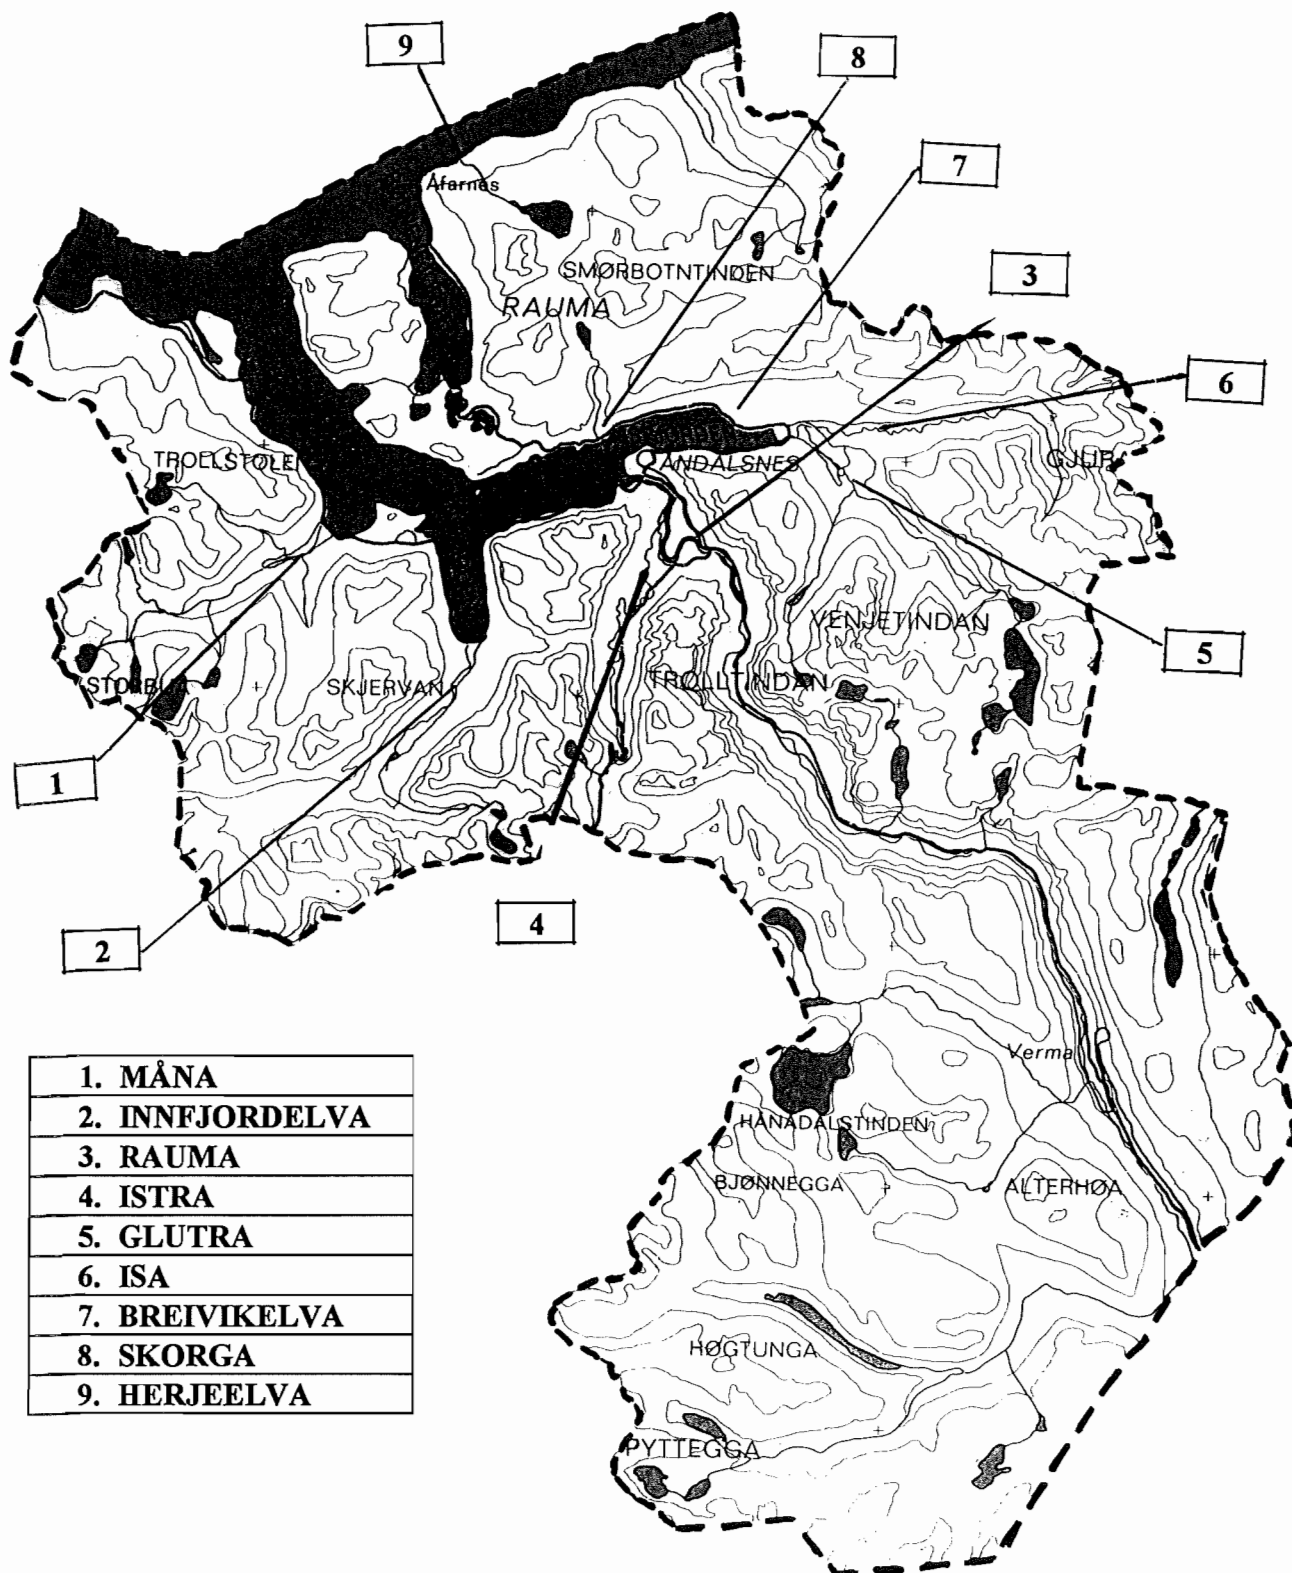 9
8
7
Åfarnes
3
SMØRBOTNTINDEN
RAUMA
6
TROLLSTOLEN
ÅNDALSNES
GJUR
VENJETINDAN
5
STORBUA
SKJERVAN
TROLLTINDAN
1
2
4
Verma
1. MÅNA
2. INNFJORDELVA
3. RAUMA
4. ISTRA
5. GLUTRA
6. ISA
7. BREIVIKELVA
8. SKORGA
9. HERJEELVA
HÅNADALSTINDEN
BJØNNEGGA
ALTERHØA
HØGTUNGA
PYTTEGGA